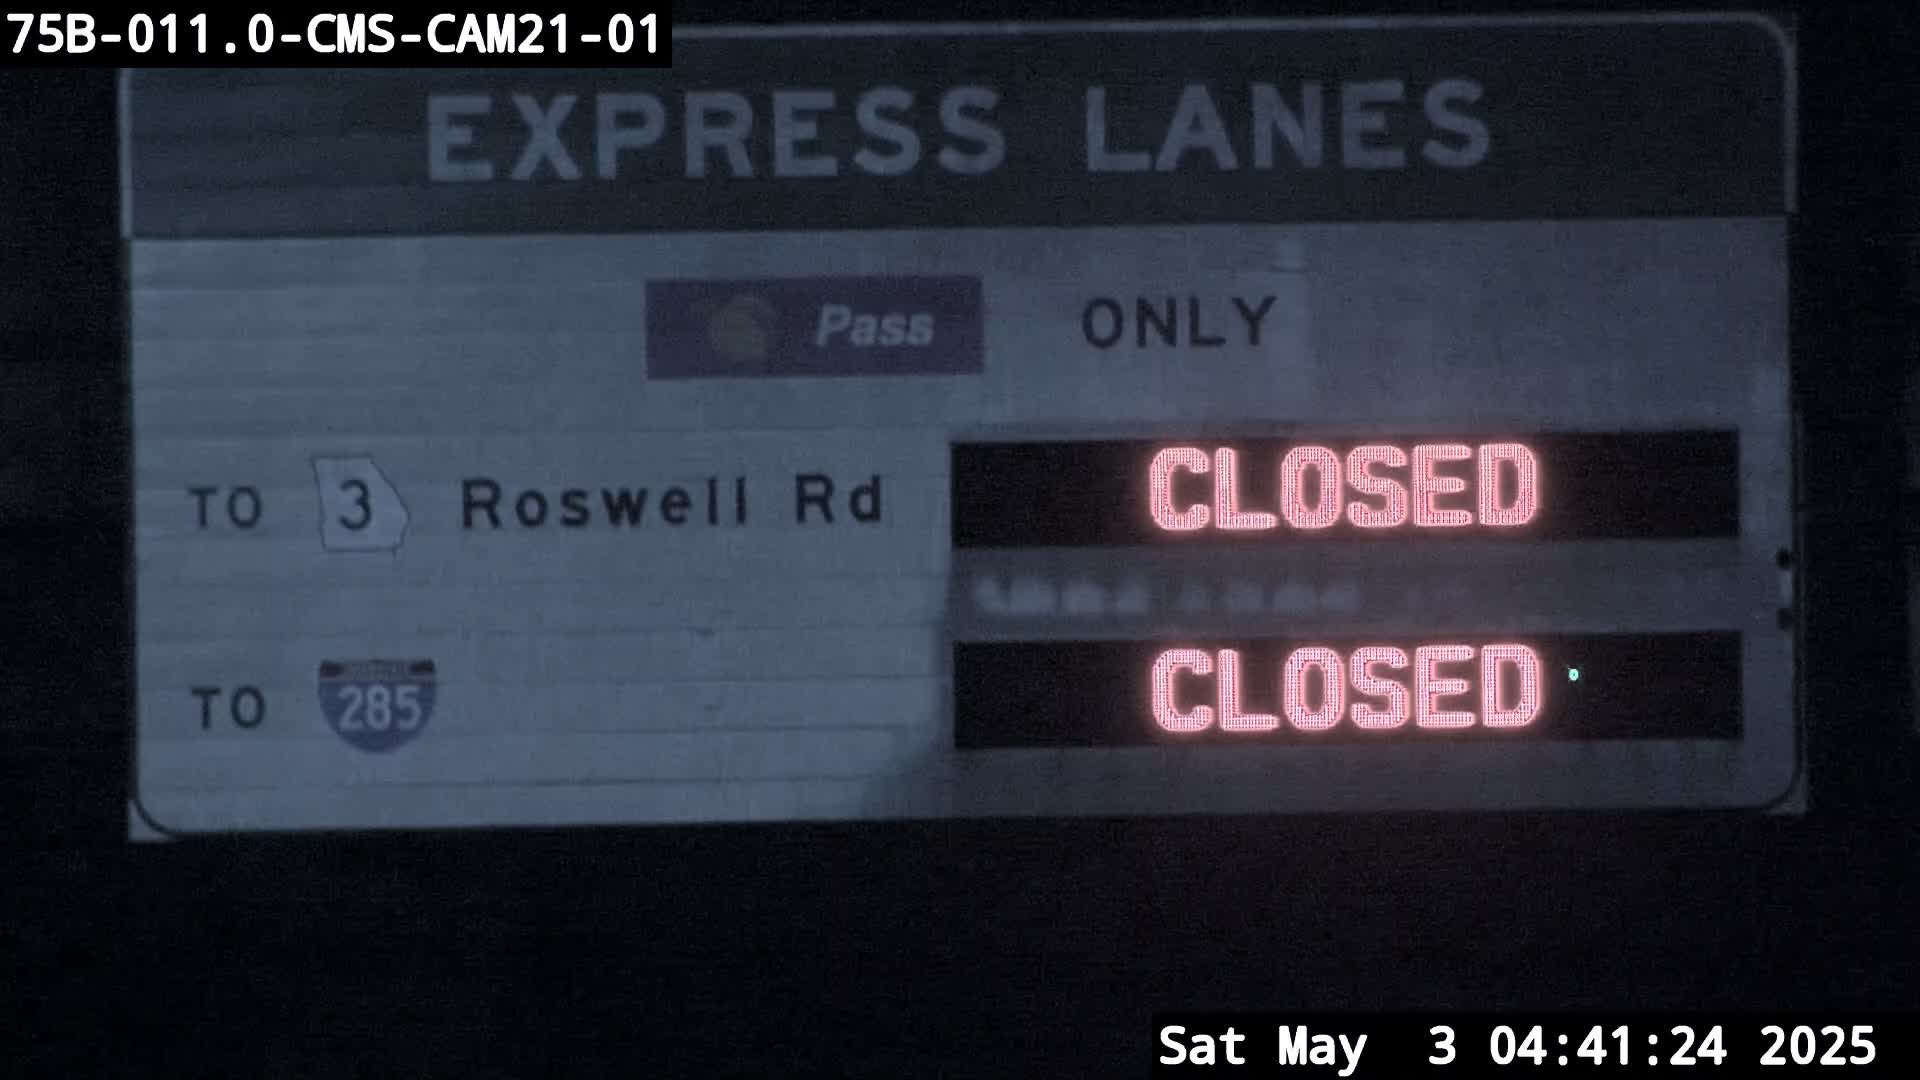 75B-011.0-CMS-CAM21-01
EXPRESS LANES
Pass ONLY
TO 3 Roswell Rd CLOSED
TO 285 CLOSED
Sat May 3 04:41:24 2025